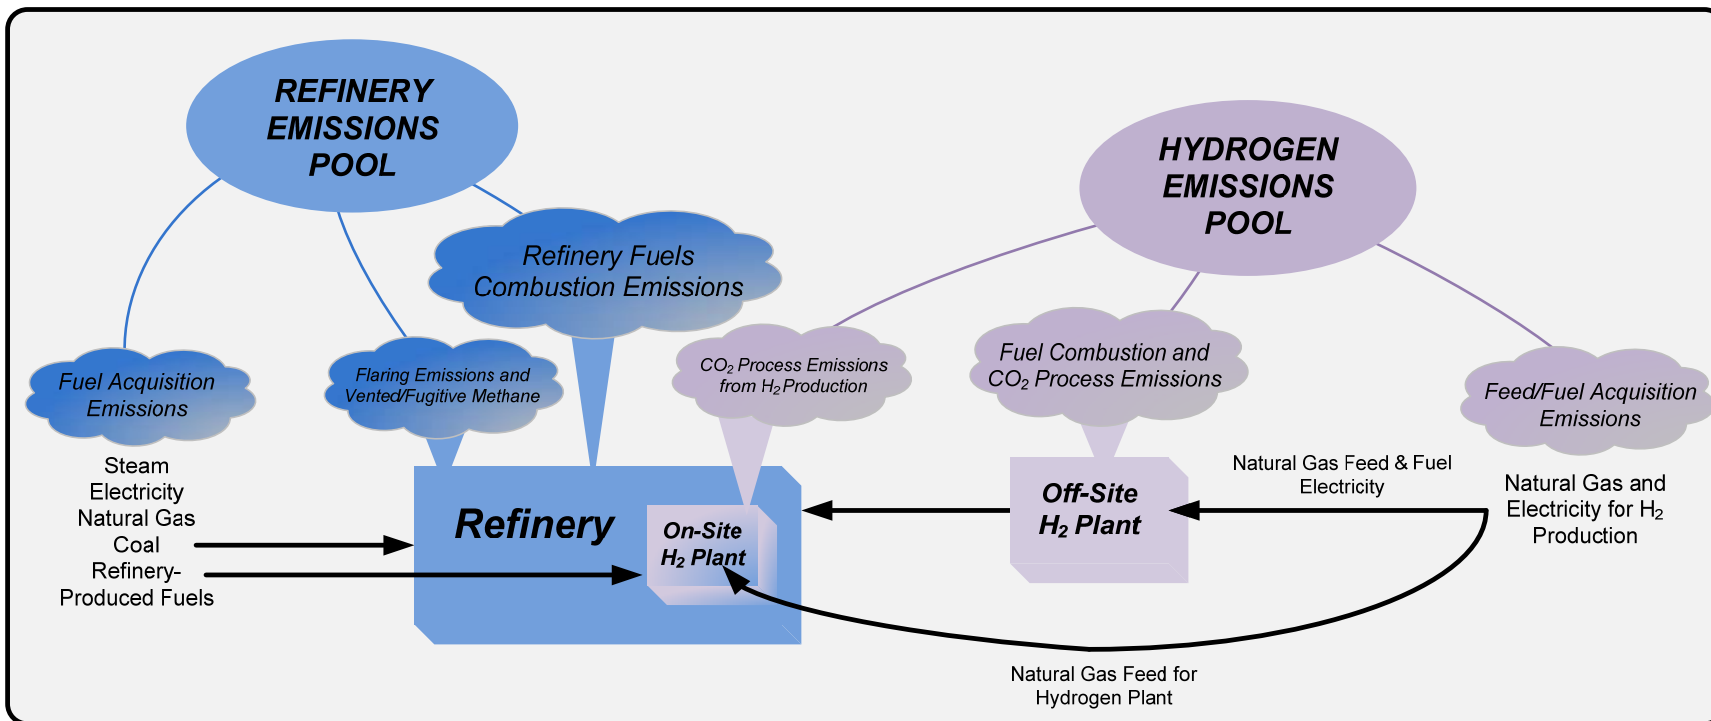 REFINERY
EMISSIONS
POOL
HYDROGEN
EMISSIONS
POOL
Refinery Fuels
Combustion Emissions
Fuel Acquisition
Emissions
Flaring Emissions and
Vented/Fugitive Methane
CO₂ Process Emissions
from H₂ Production
Fuel Combustion and
CO₂ Process Emissions
Feed/Fuel Acquisition
Emissions
Steam
Electricity
Natural Gas
Coal
Refinery-
Produced Fuels
Refinery
On-Site
H₂ Plant
Off-Site
H₂ Plant
Natural Gas Feed & Fuel
Electricity
Natural Gas and
Electricity for H₂
Production
Natural Gas Feed for
Hydrogen Plant